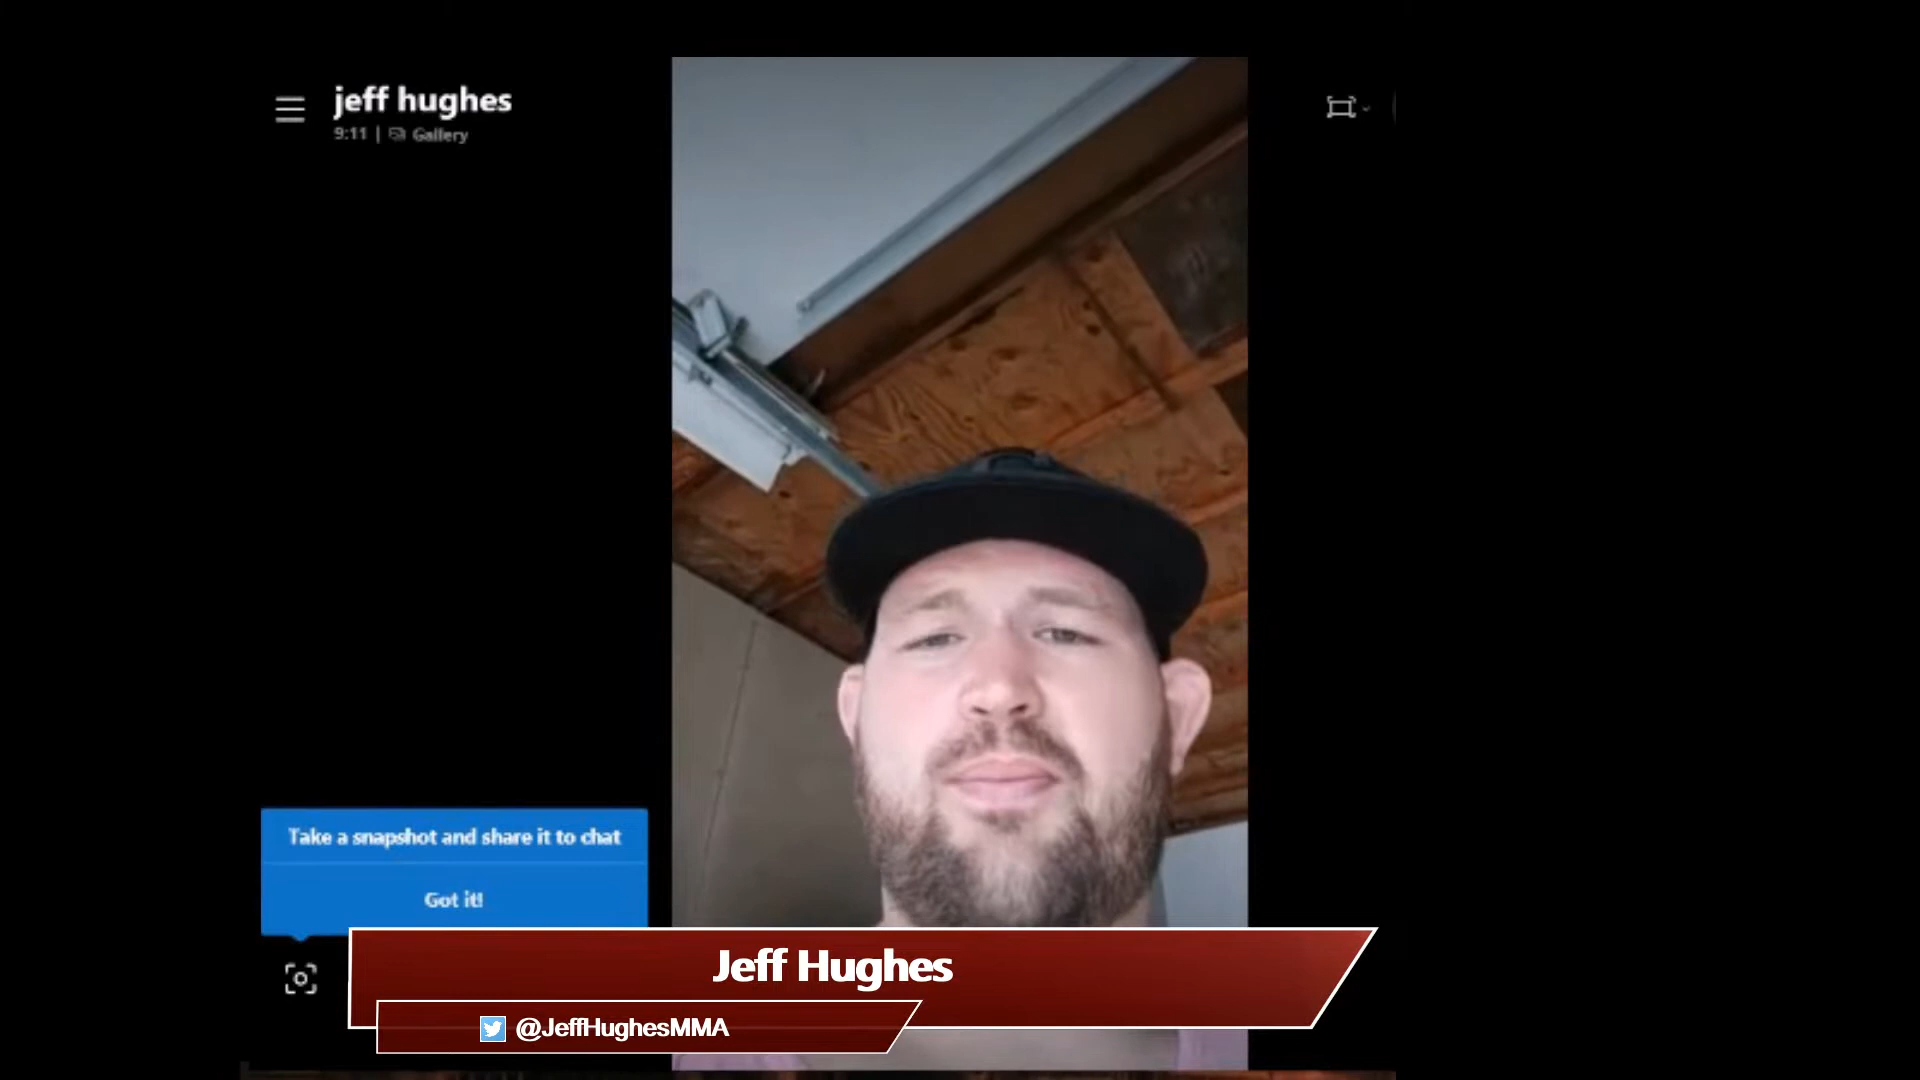 jeff hughes
9:11 | Gallery
Take a snapshot and share it to chat
Got it!
Jeff Hughes
@JeffHughesMMA